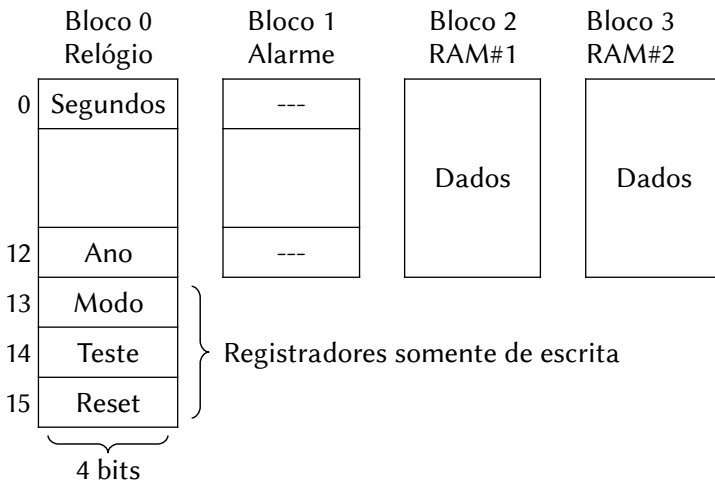 Bloco 0
Relógio
Bloco 1
Alarme
Bloco 2
RAM#1
Bloco 3
RAM#2
0 Segundos ---
Dados Dados
12 Ano ---
13 Modo
14 Teste Registradores somente de escrita
15 Reset
4 bits